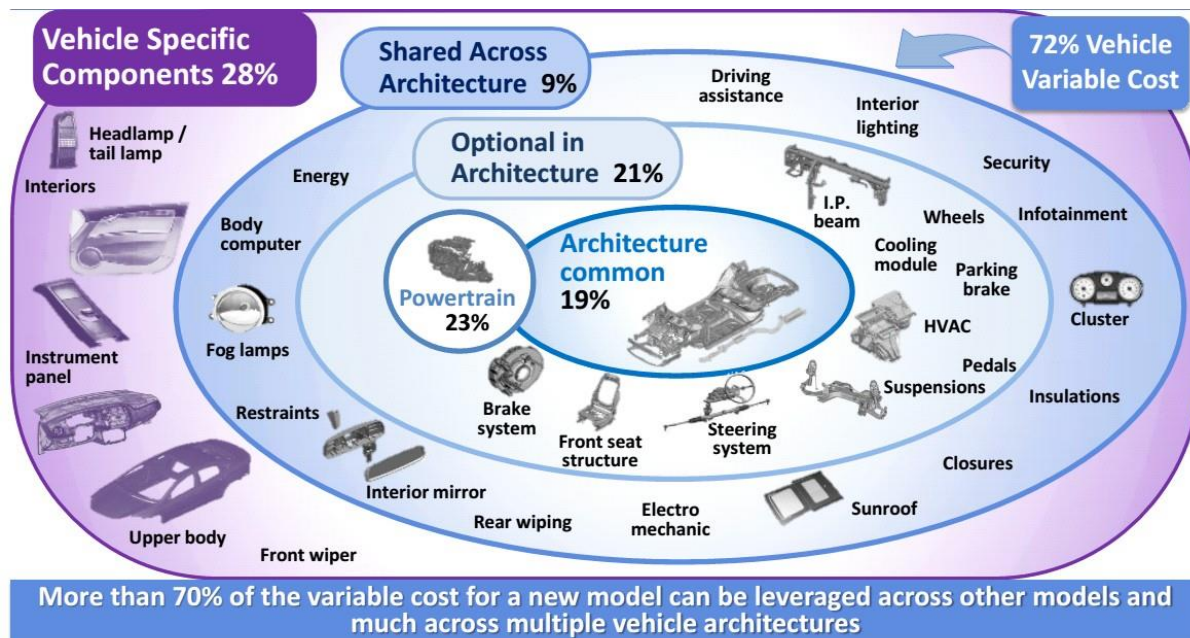 Vehicle Specific
Components 28%
Shared Across
Architecture 9%
72% Vehicle
Variable Cost
Optional in
Architecture 21%
Powertrain
23%
Architecture
common
19%
Headlamp /
tail lamp
Interiors
Instrument
panel
Upper body
Front wiper
Energy
Body
computer
Fog lamps
Restraints
Interior mirror
Rear wiping
Electro
mechanic
Sunroof
Closures
Insulations
Cluster
Infotainment
Security
Interior
lighting
Driving
assistance
I.P.
beam
Wheels
Cooling
module
Parking
brake
HVAC
Pedals
Suspensions
Steering
system
Front seat
structure
Brake
system
More than 70% of the variable cost for a new model can be leveraged across other models and
much across multiple vehicle architectures